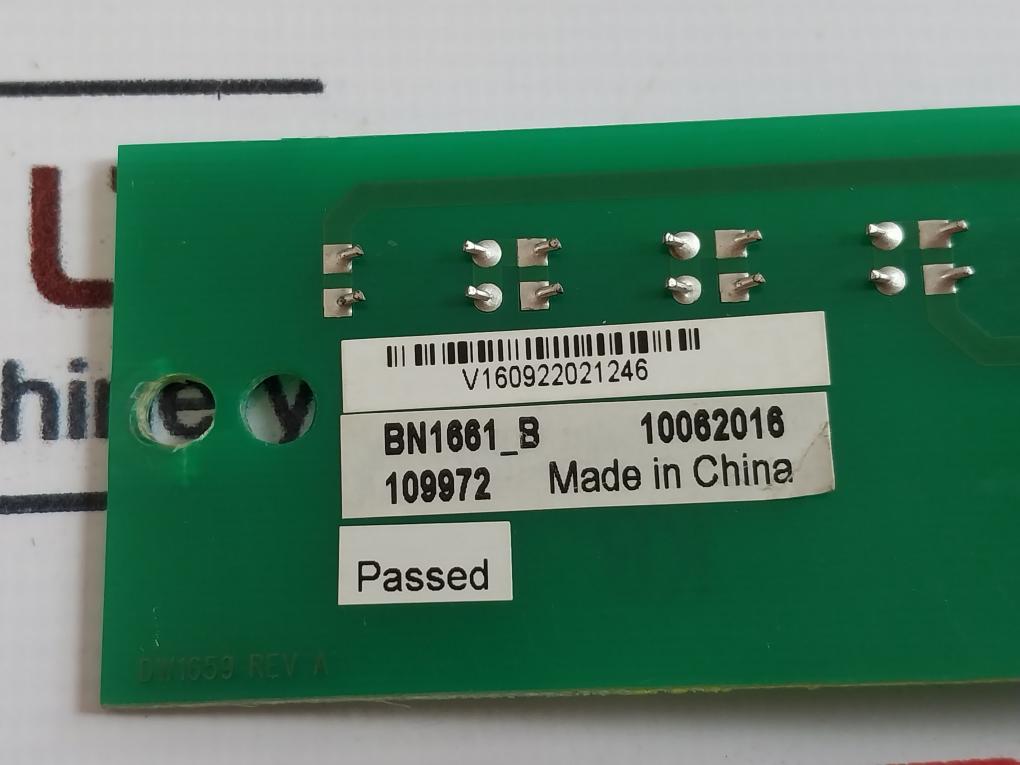 V160922021246
BN1661_B 10062016
109972 Made in China
Passed
DW1659 REV A